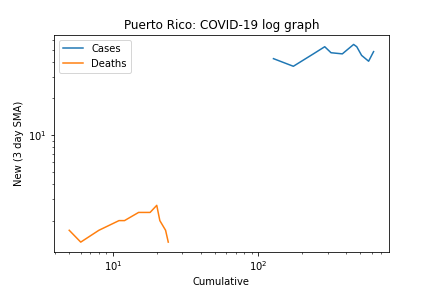 Puerto Rico: COVID-19 log graph
Cases
Deaths
New (3 day SMA)
10¹
10¹
10²
Cumulative